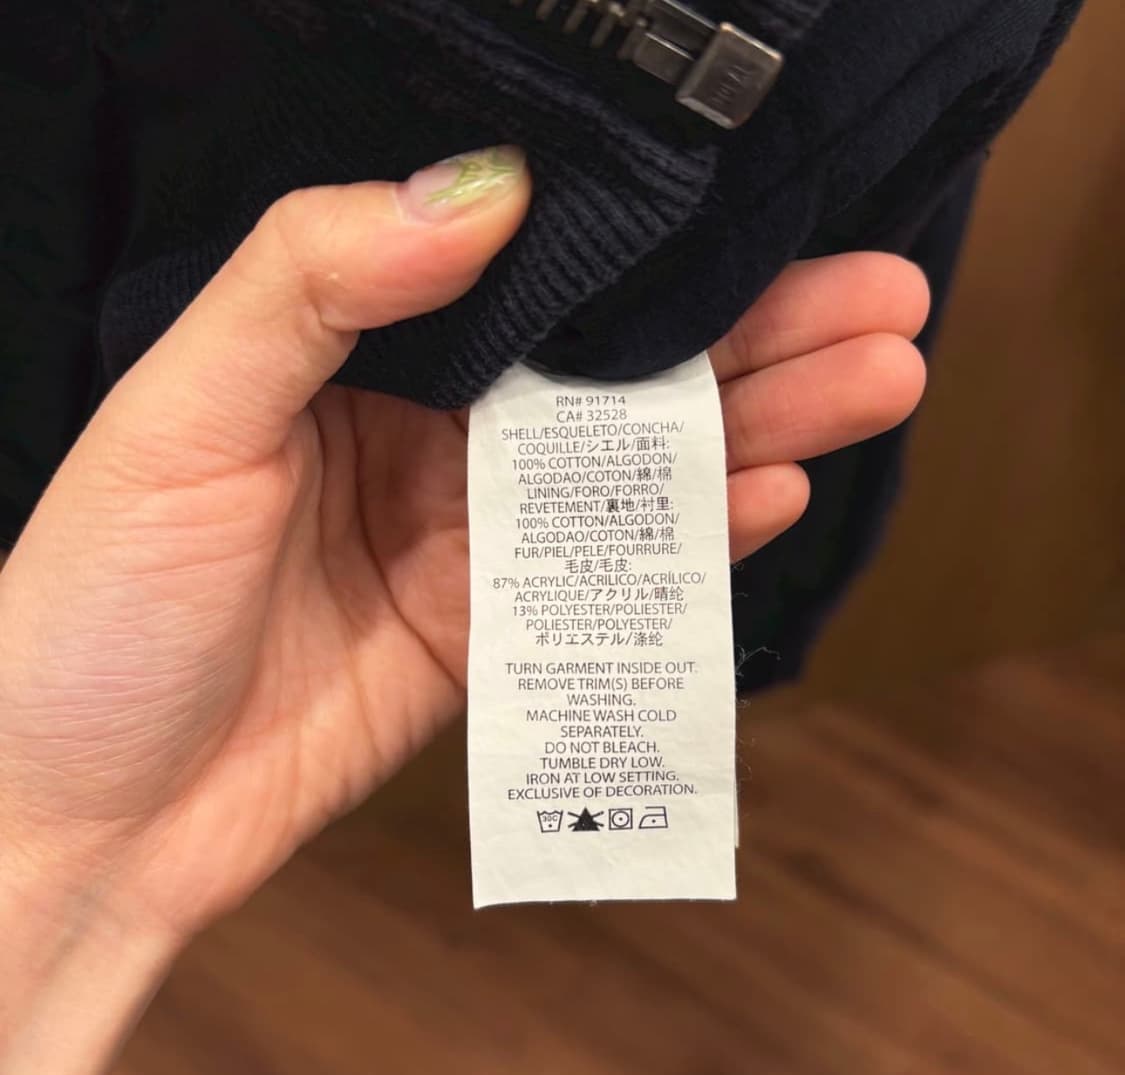 RN# 91714
CA# 32528
SHELL/ESQUELETO/CONCHA/
COQUILLE/シエル/面料:
100% COTTON/ALGODON/
ALGODAO/COTON/綿/棉
LINING/FORO/FORRO/
REVETEMENT/裏地/村里:
100% COTTON/ALGODON/
ALGODAO/COTON/綿/棉
FUR/PIEL/PELE/FOURRURE/
毛皮/毛皮:
87% ACRYLIC/ACRILICO/ACRÍLICO/
ACRYLIQUE/アクリル/晴纶
13% POLYESTER/POLIESTER/
POLIESTER/POLYESTER/
ポリエステル/涤纶
TURN GARMENT INSIDE OUT.
REMOVE TRIM(S) BEFORE
WASHING.
MACHINE WASH COLD
SEPARATELY.
DO NOT BLEACH.
TUMBLE DRY LOW.
IRON AT LOW SETTING.
EXCLUSIVE OF DECORATION.
30C